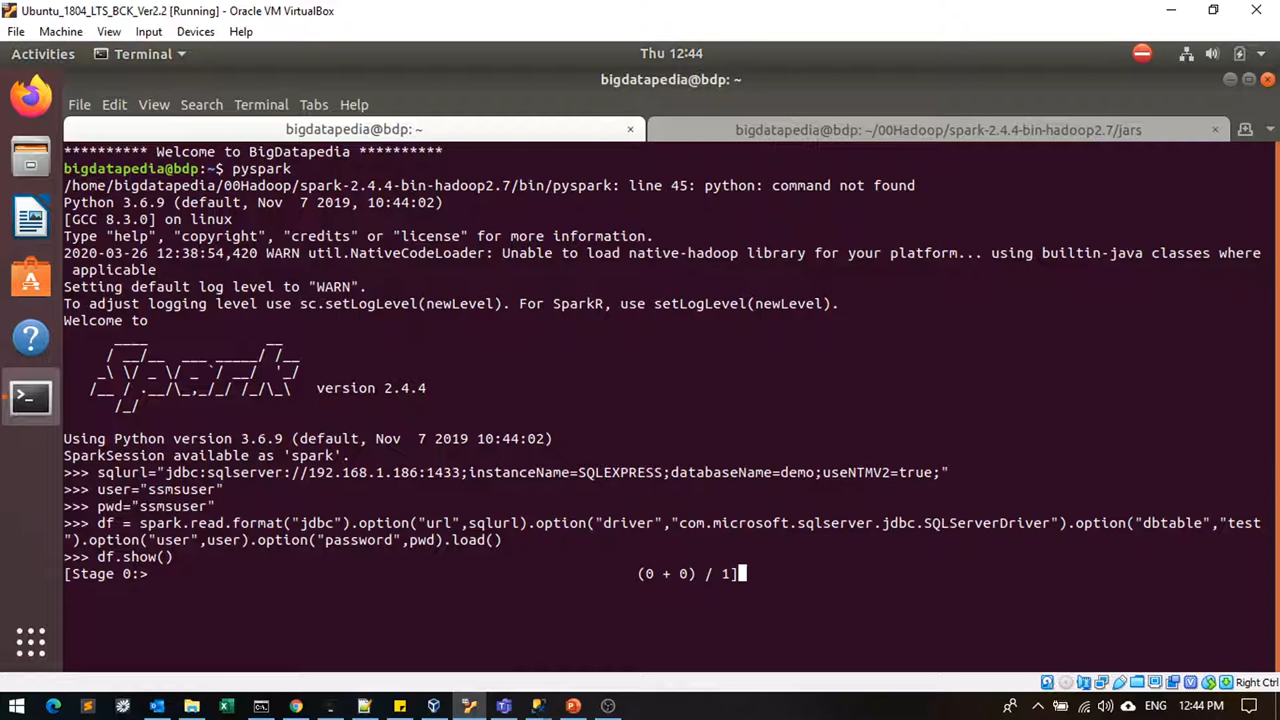 Ubuntu_1804_LTS_BCK_Ver2.2 [Running] - Oracle VM VirtualBox
File Machine View Input Devices Help
Activities Terminal Thu 12:44
bigdatapedia@bdp: ~
File Edit View Search Terminal Tabs Help
bigdatapedia@bdp: ~ bigdatapedia@bdp: ~/00Hadoop/spark-2.4.4-bin-hadoop2.7/jars
********** Welcome to BigDatapedia **********
bigdatapedia@bdp:~$ pyspark
/home/bigdatapedia/00Hadoop/spark-2.4.4-bin-hadoop2.7/bin/pyspark: line 45: python: command not found
Python 3.6.9 (default, Nov  7 2019, 10:44:02)
[GCC 8.3.0] on linux
Type "help", "copyright", "credits" or "license" for more information.
2020-03-26 12:38:54,420 WARN util.NativeCodeLoader: Unable to load native-hadoop library for your platform... using builtin-java classes where
applicable
Setting default log level to "WARN".
To adjust logging level use sc.setLogLevel(newLevel). For SparkR, use setLogLevel(newLevel).
Welcome to
Spark version 2.4.4
Using Python version 3.6.9 (default, Nov  7 2019 10:44:02)
SparkSession available as 'spark'.
>>> sqlurl="jdbc:sqlserver://192.168.1.186:1433;instanceName=SQLEXPRESS;databaseName=demo;useNTMV2=true;"
>>> user="ssmsuser"
>>> pwd="ssmsuser"
>>> df = spark.read.format("jdbc").option("url",sqlurl).option("driver","com.microsoft.sqlserver.jdbc.SQLServerDriver").option("dbtable","test
").option("user",user).option("password",pwd).load()
>>> df.show()
[Stage 0:> (0 + 0) / 1]
Right Ctrl
ENG 12:44 PM